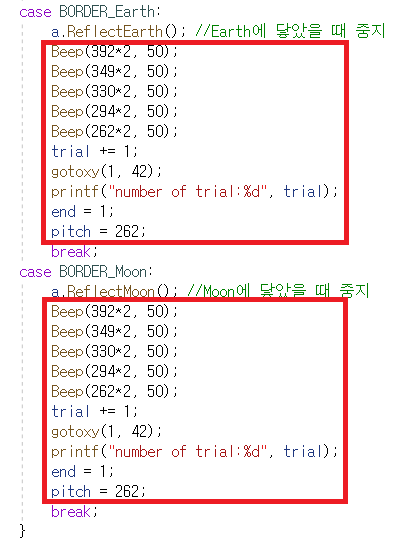 case BORDER_Earth:
a.ReflectEarth(); //Earth에 닿았을 때 중지
Beep(392*2, 50);
Beep(349*2, 50);
Beep(330*2, 50);
Beep(294*2, 50);
Beep(262*2, 50);
trial += 1;
gotoxy(1, 42);
printf("number of trial:%d", trial);
end = 1;
pitch = 262;
break;
case BORDER_Moon:
a.ReflectMoon(); //Moon에 닿았을 때 중지
Beep(392*2, 50);
Beep(349*2, 50);
Beep(330*2, 50);
Beep(294*2, 50);
Beep(262*2, 50);
trial += 1;
gotoxy(1, 42);
printf("number of trial:%d", trial);
end = 1;
pitch = 262;
break;
}